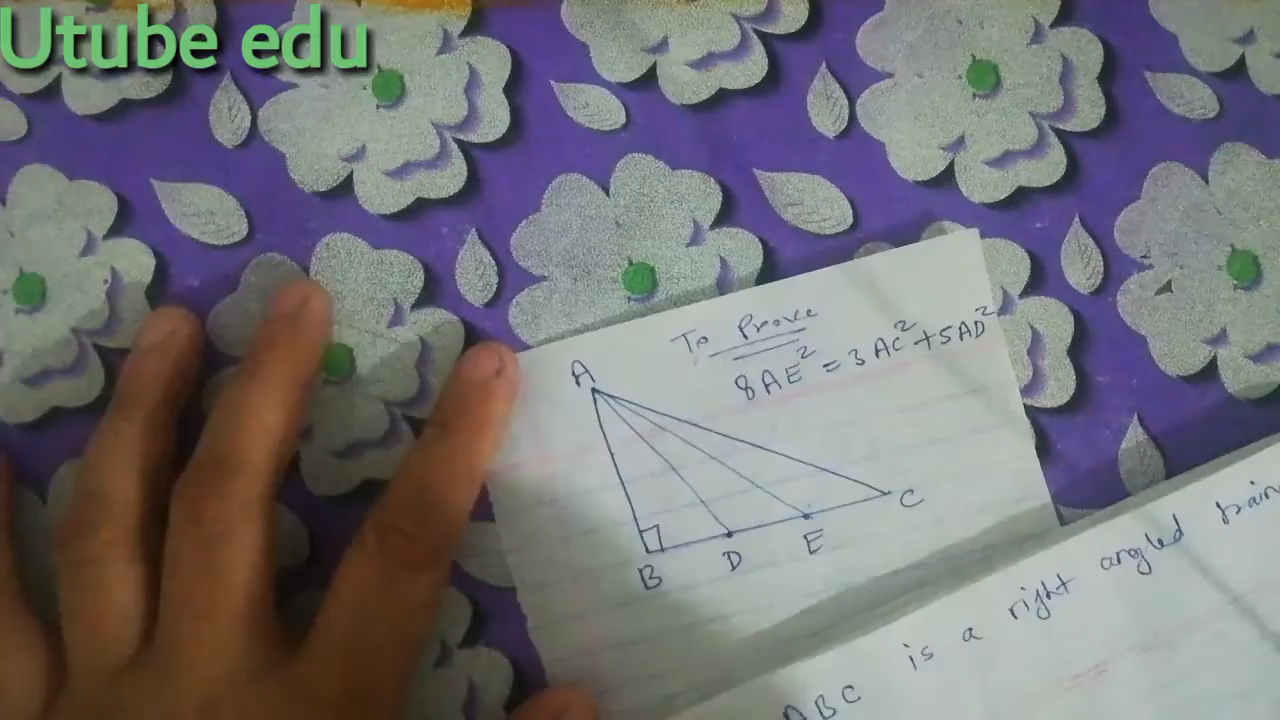 Utube edu
To Prove
8AE² = 3AC² + 5AD²
A
B
D
E
C
is a right angled
ABC